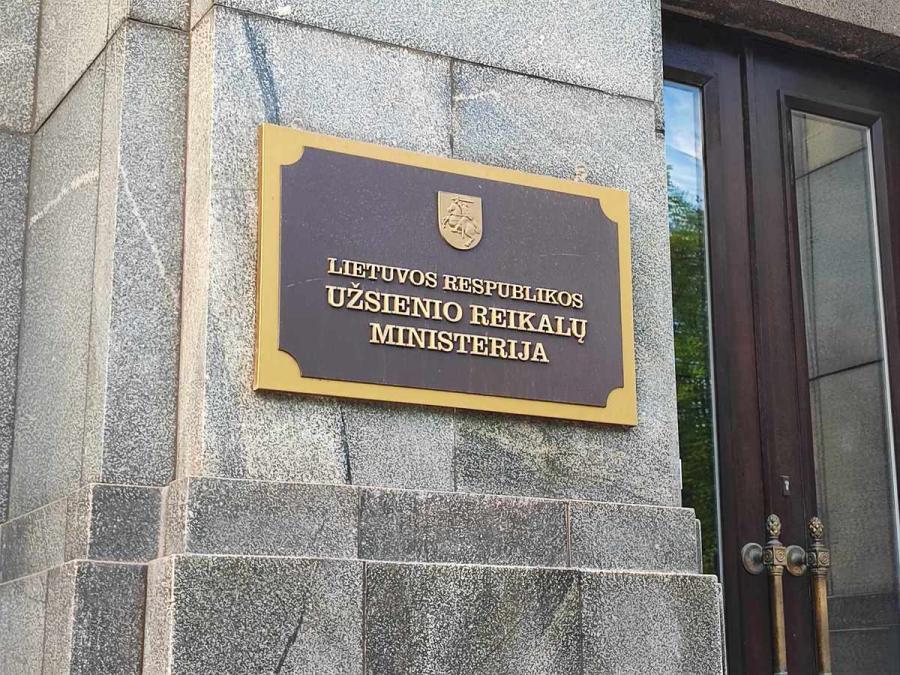 LIETUVOS RESPUBLIKOS
UŽSIENIO REIKALŲ
MINISTERIJA